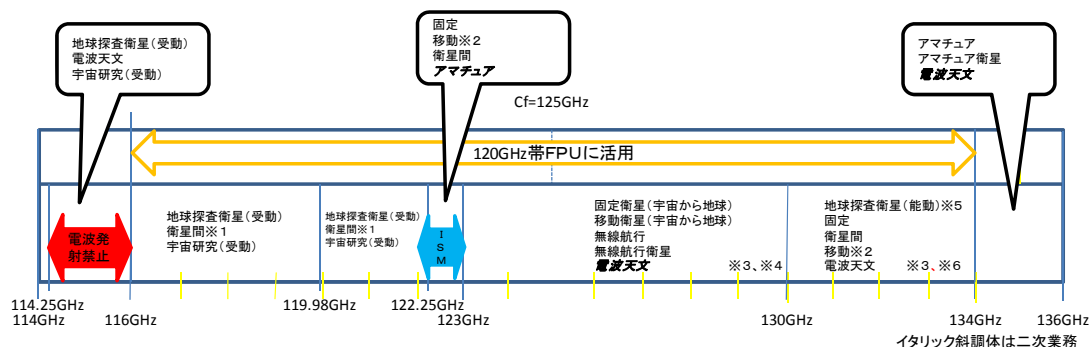 地球探査衛星(受動)
電波天文
宇宙研究(受動)
固定
移動※2
衛星間
アマチュア
アマチュア
アマチュア衛星
電波天文
Cf=125GHz
120GHz帯FPUに活用
電波発
射禁止
地球探査衛星(受動)
衛星間※1
宇宙研究(受動)
地球探査衛星(受動)
衛星間※1
宇宙研究(受動)
I
S
M
固定衛星(宇宙から地球)
移動衛星(宇宙から地球)
無線航行
無線航行衛星
電波天文 ※3、※4
地球探査衛星(能動)※5
固定
衛星間
移動※2
電波天文 ※3、※6
114.25GHz
114GHz
116GHz
119.98GHz
122.25GHz
123GHz
130GHz
134GHz
136GHz
イタリック斜調体は二次業務